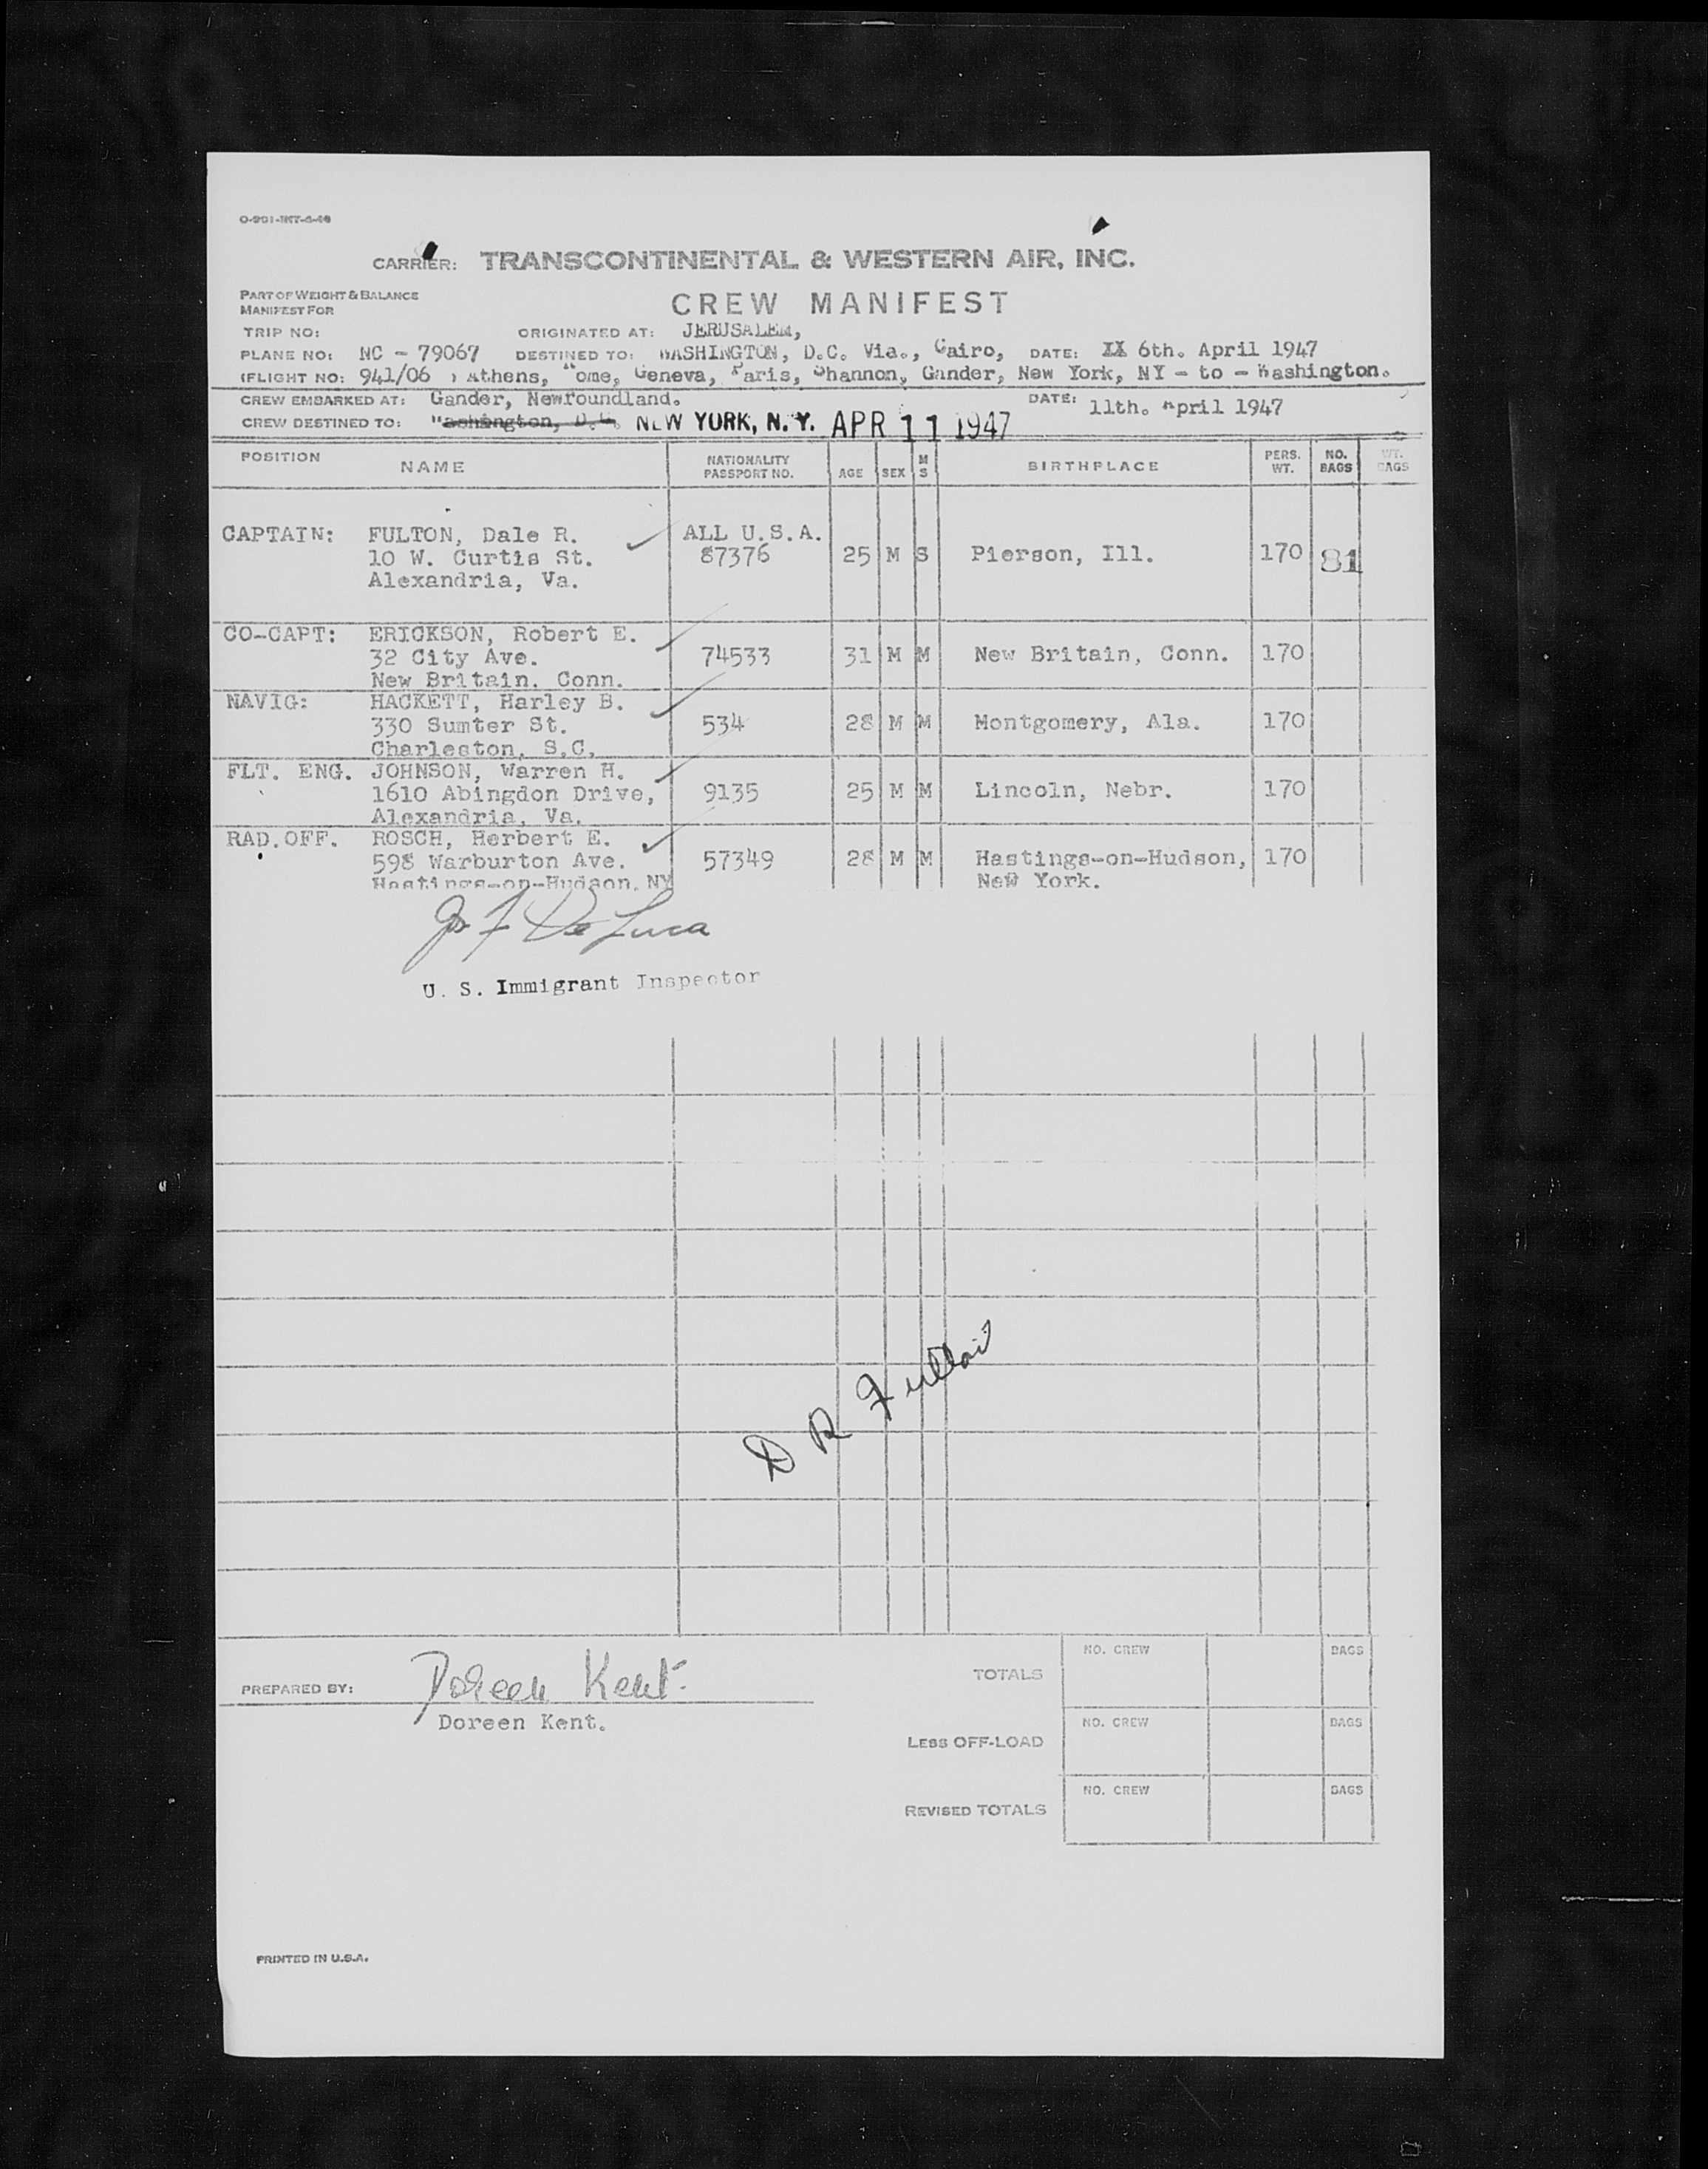 O-901-INT-4-46
CARRIER: TRANSCONTINENTAL & WESTERN AIR, INC.
PART OF WEIGHT & BALANCE
MANIFEST FOR
CREW MANIFEST
TRIP NO: ORIGINATED AT: JERUSALEM,
PLANE NO: NC - 79067 DESTINED TO: WASHINGTON, D.C. Via., Cairo, DATE: IX 6th. April 1947
(FLIGHT NO: 941/06 ) Athens, Rome, Geneva, Paris, Shannon, Gander, New York, NY - to - Washington.
CREW EMBARKED AT: Gander, Newfoundland. DATE: 11th. April 1947
CREW DESTINED TO: Washington, D.C. NEW YORK, N.Y. APR 11 1947
POSITION NAME NATIONALITY PASSPORT NO. AGE SEX M S BIRTHPLACE PERS. WT. NO. BAGS WT. BAGS
CAPTAIN: FULTON, Dale R. ALL U.S.A.
10 W. Curtis St. 87376 25 M S Pierson, Ill. 170 81
Alexandria, Va.
CO-CAPT: ERICKSON, Robert E.
32 City Ave. 74533 31 M M New Britain, Conn. 170
New Britain. Conn.
NAVIG: HACKETT, Harley B.
330 Sumter St. 534 28 M M Montgomery, Ala. 170
Charleston, S.C.
FLT. ENG. JOHNSON, Warren H.
1610 Abingdon Drive, 9135 25 M M Lincoln, Nebr. 170
Alexandria, Va.
RAD.OFF. ROSCH, Herbert E.
598 Warburton Ave. 57349 28 M M Hastings-on-Hudson, 170
Hastings-on-Hudson, NY New York.
De Luca
U. S. Immigrant Inspector
D R Fulton
PREPARED BY: Doreen Kent.
Doreen Kent.
TOTALS NO. CREW BAGS
LESS OFF-LOAD NO. CREW BAGS
REVISED TOTALS NO. CREW BAGS
PRINTED IN U.S.A.